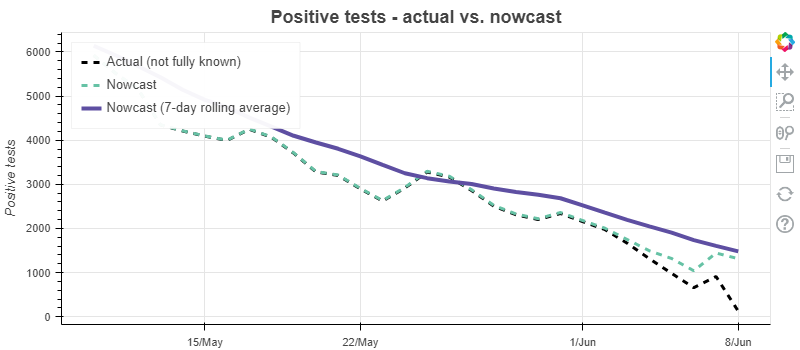 Positive tests - actual vs. nowcast
Actual (not fully known)
Nowcast
Nowcast (7-day rolling average)
Positive tests
6000
5000
4000
3000
2000
1000
0
15/May
22/May
1/Jun
8/Jun